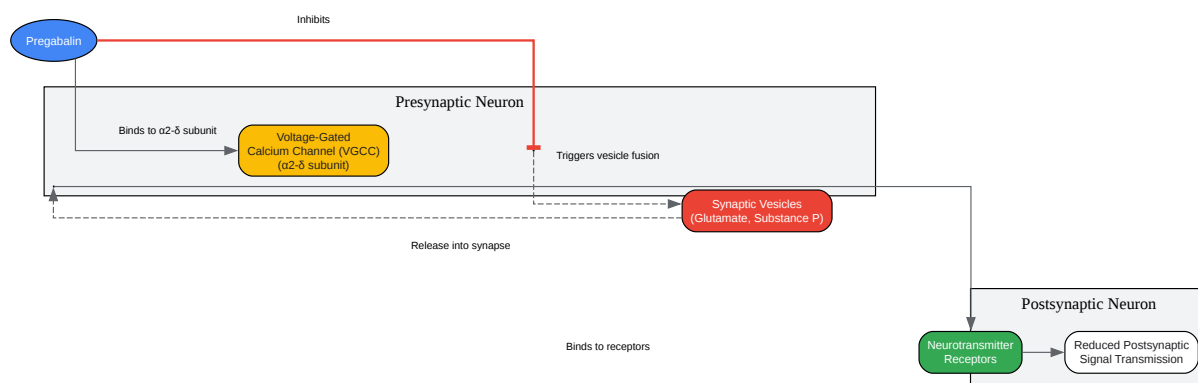 Inhibits
Pregabalin
Presynaptic Neuron
Binds to α2-δ subunit
Voltage-Gated
Calcium Channel (VGCC)
(α2-δ subunit)
Triggers vesicle fusion
Synaptic Vesicles
(Glutamate, Substance P)
Release into synapse
Postsynaptic Neuron
Binds to receptors
Neurotransmitter
Receptors
Reduced Postsynaptic
Signal Transmission